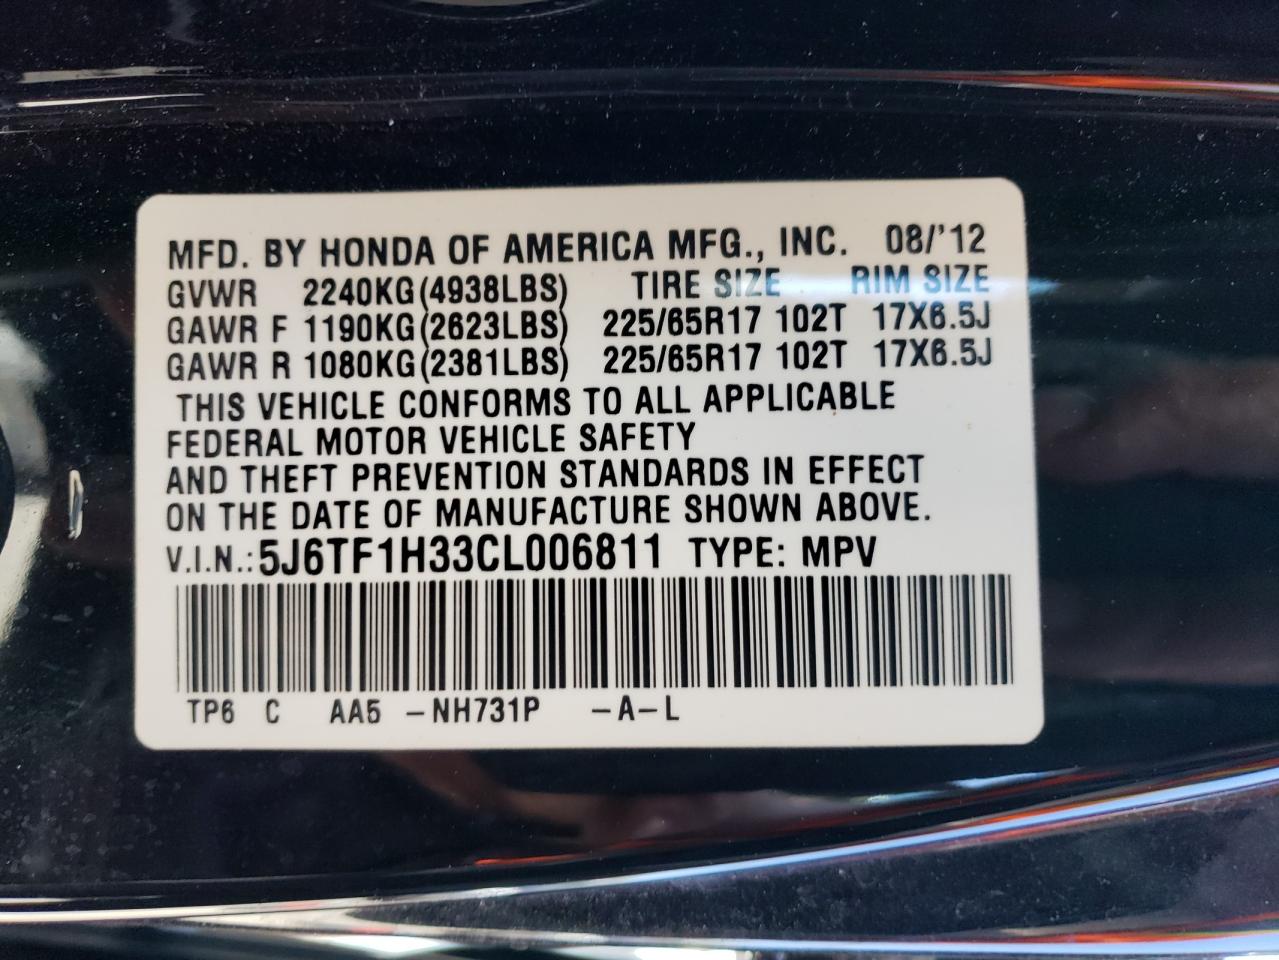 MFD. BY HONDA OF AMERICA MFG., INC. 08/'12
GVWR 2240KG(4938LBS) TIRE SIZE RIM SIZE
GAWR F 1190KG(2623LBS) 225/65R17 102T 17X6.5J
GAWR R 1080KG(2381LBS) 225/65R17 102T 17X6.5J
THIS VEHICLE CONFORMS TO ALL APPLICABLE
FEDERAL MOTOR VEHICLE SAFETY
AND THEFT PREVENTION STANDARDS IN EFFECT
ON THE DATE OF MANUFACTURE SHOWN ABOVE.
V.I.N.:5J6TF1H33CL006811 TYPE: MPV
TP6 C AA5 -NH731P -A-L